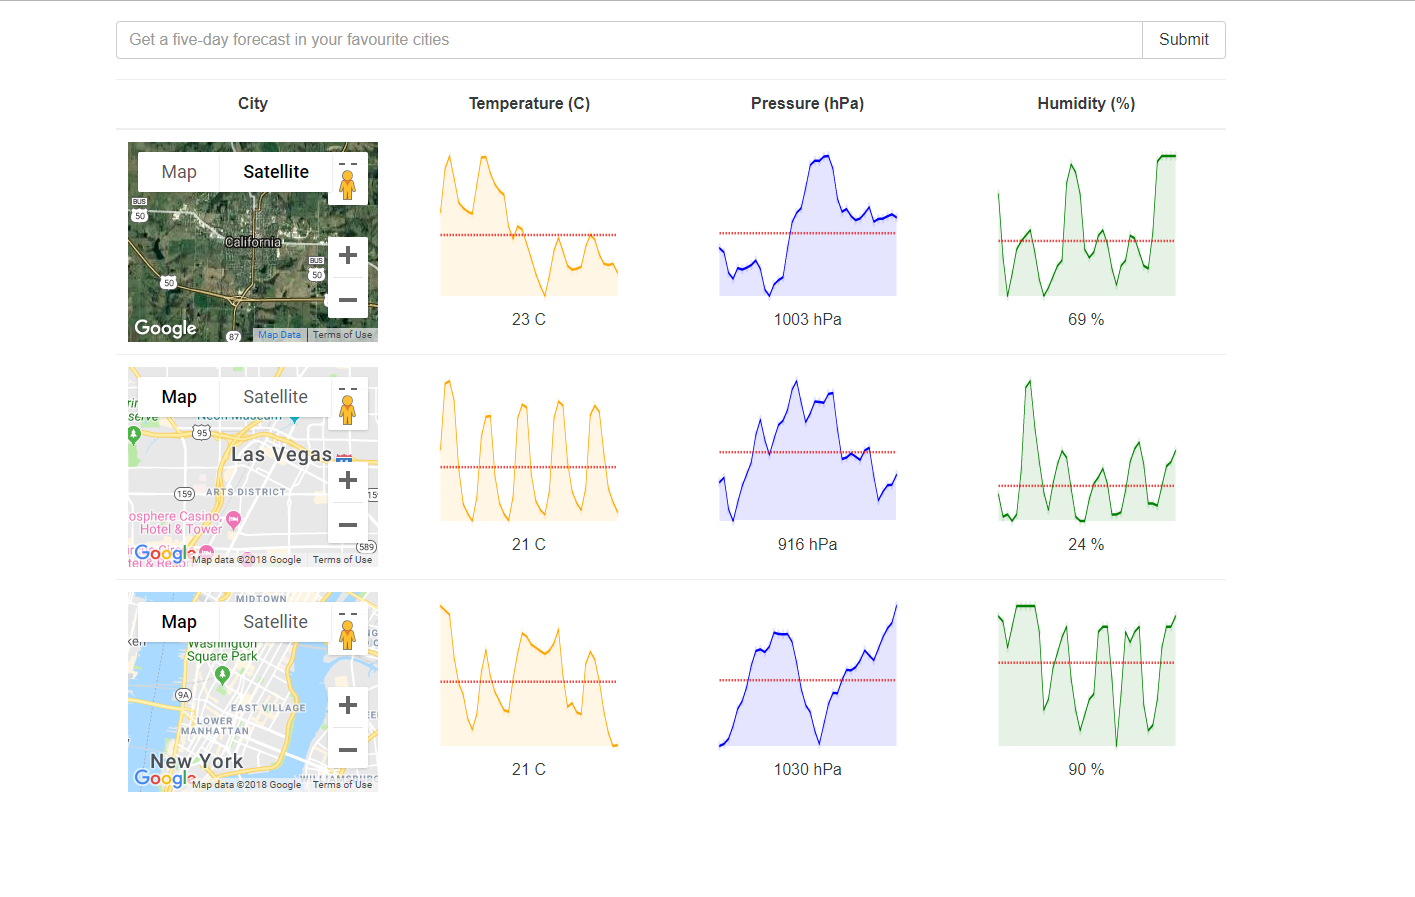 Get a five-day forecast in your favourite cities
Submit
City
Temperature (C)
Pressure (hPa)
Humidity (%)
Map
Satellite
BUS
50
California
BUS
50
50
87
Google
Map Data
Terms of Use
23 C
1003 hPa
69 %
Map
Satellite
95
Las Vegas
159
ARTS DISTRICT
15
osphere Casino,
Hotel & Tower
589
Google
Map data ©2018 Google
Terms of Use
21 C
916 hPa
24 %
MIDTOWN
Map
Satellite
Washington
Square Park
9A
EAST VILLAGE
LOWER
MANHATTAN
New York
WILLIAMSBURG
Google
Map data ©2018 Google
Terms of Use
21 C
1030 hPa
90 %